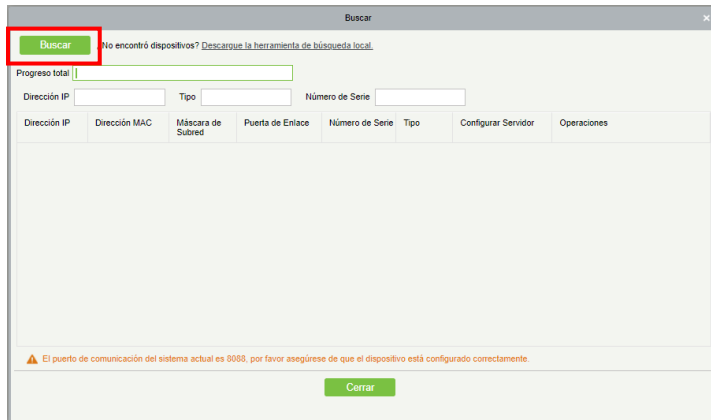 Buscar
Buscar
¿No encontró dispositivos? Descargue la herramienta de búsqueda local.
Progreso total
Dirección IP Tipo Número de Serie
Dirección IP Dirección MAC Máscara de Subred Puerta de Enlace Número de Serie Tipo Configurar Servidor Operaciones
El puerto de comunicación del sistema actual es 8088, por favor asegúrese de que el dispositivo está configurado correctamente.
Cerrar